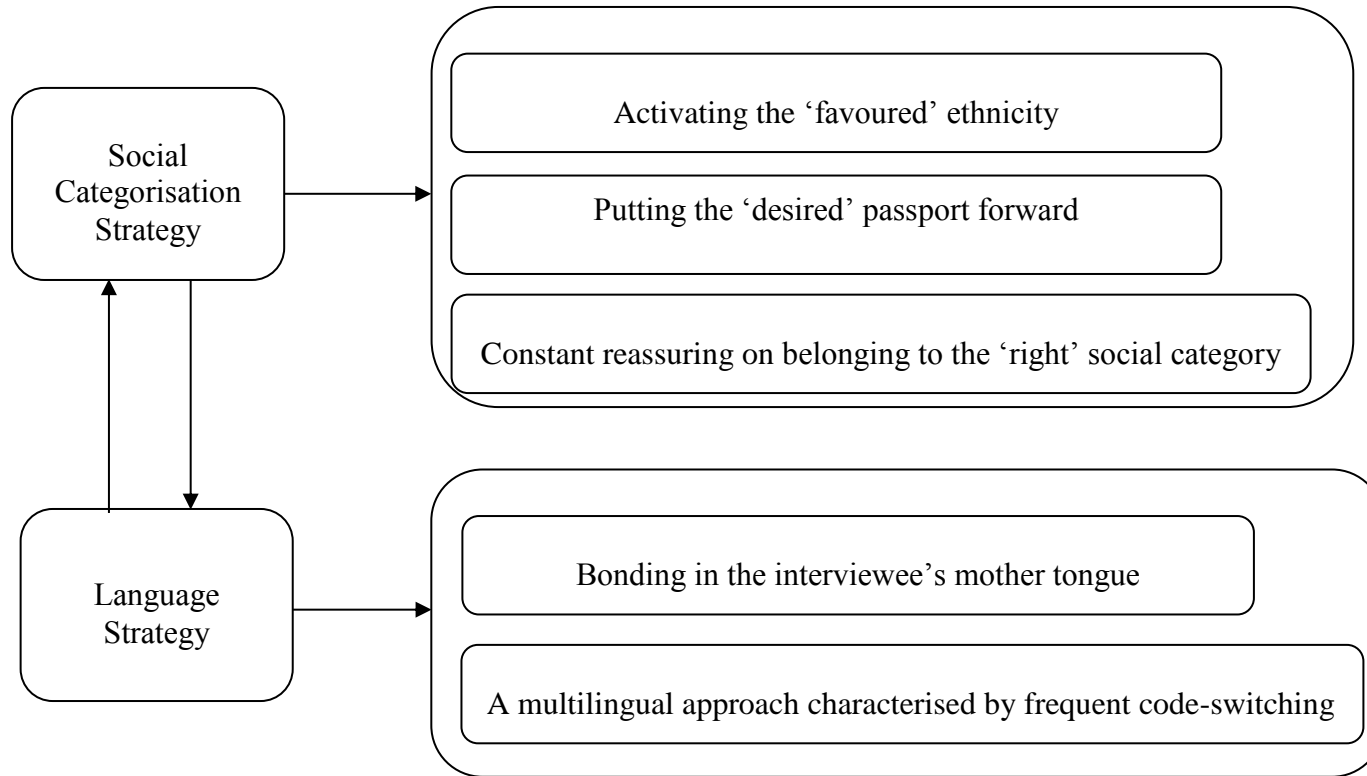 Social
Categorisation
Strategy
Activating the ‘favoured’ ethnicity
Putting the ‘desired’ passport forward
Constant reassuring on belonging to the ‘right’ social category
Language
Strategy
Bonding in the interviewee’s mother tongue
A multilingual approach characterised by frequent code-switching